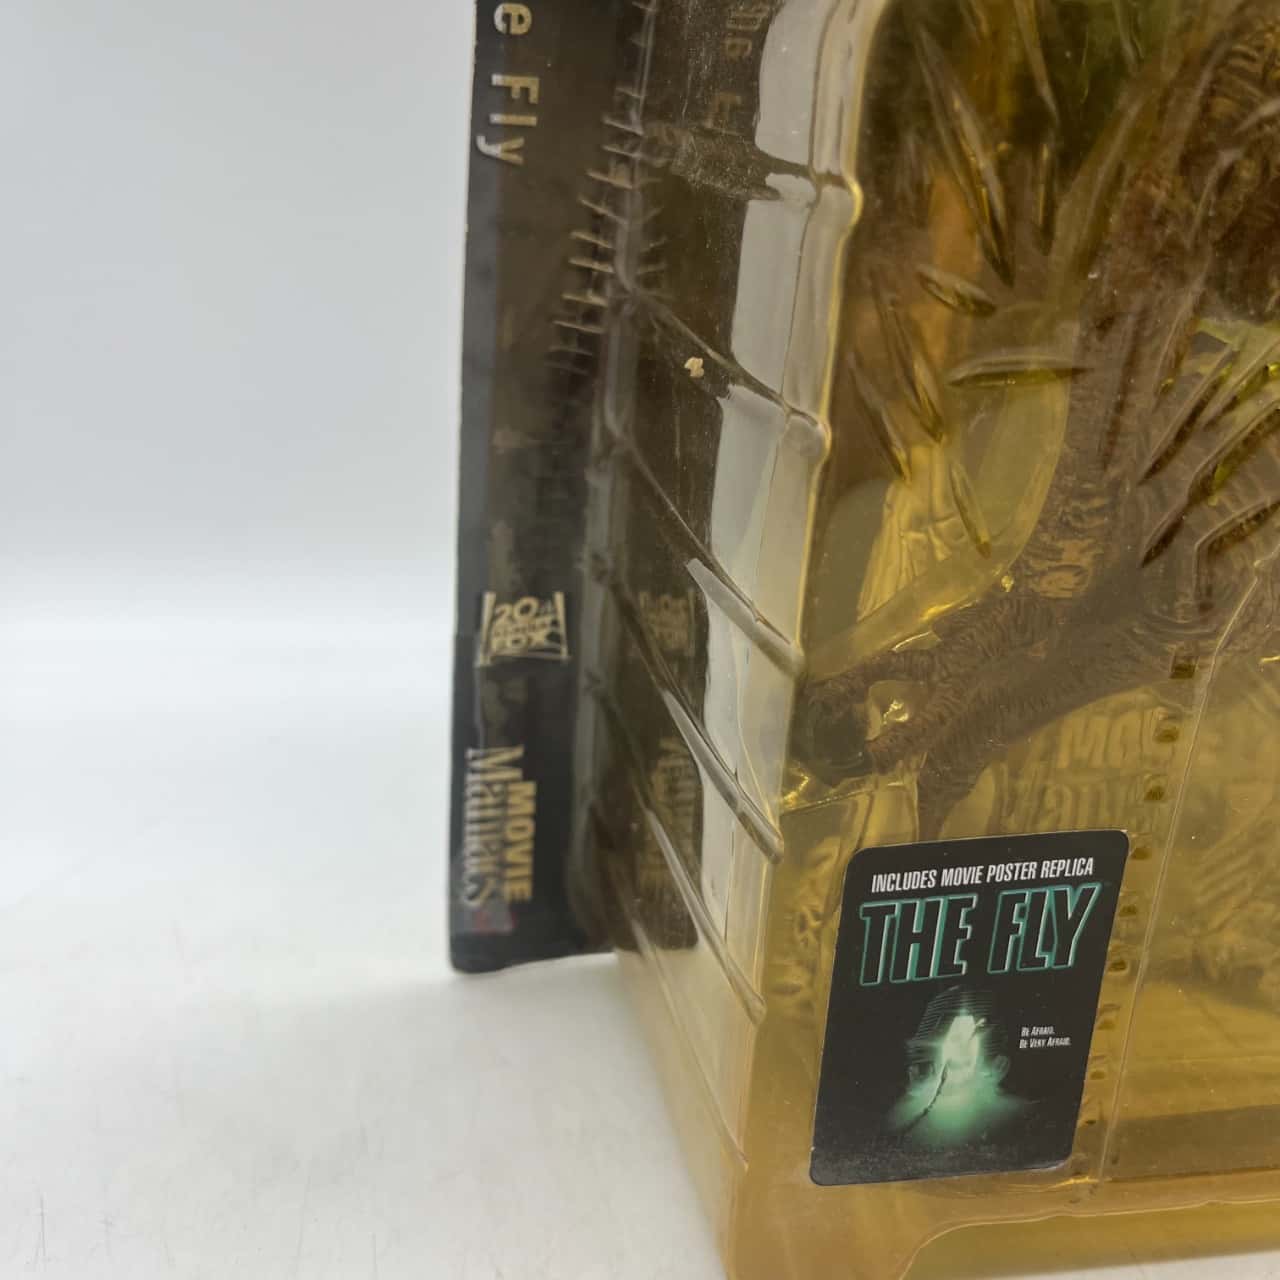 e Fly
20th
CENTURY
FOX
MOVIE
Maniacs
INCLUDES MOVIE POSTER REPLICA
THE FLY
BE AFRAID.
BE VERY AFRAID.